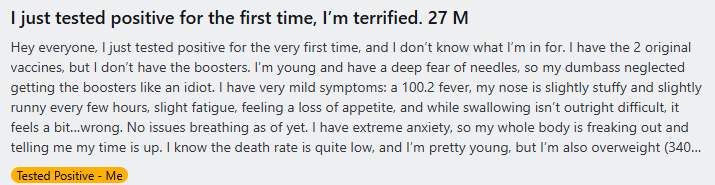 I just tested positive for the first time, I'm terrified. 27 M
Hey everyone, I just tested positive for the very first time, and I don't know what I'm in for. I have the 2 original
vaccines, but I don't have the boosters. I'm young and have a deep fear of needles, so my dumbass neglected
getting the boosters like an idiot. I have very mild symptoms: a 100.2 fever, my nose is slightly stuffy and slightly
runny every few hours, slight fatigue, feeling a loss of appetite, and while swallowing isn't outright difficult, it
feels a bit...wrong. No issues breathing as of yet. I have extreme anxiety, so my whole body is freaking out and
telling me my time is up. I know the death rate is quite low, and I'm pretty young, but I'm also overweight (340...
Tested Positive - Me